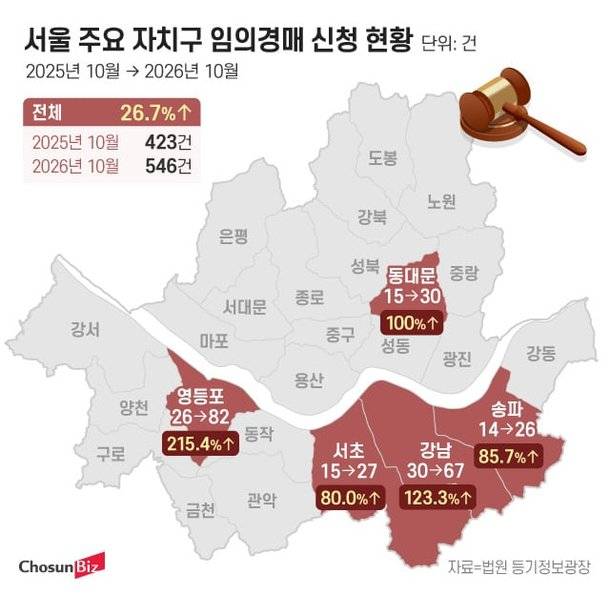 서울 주요 자치구 임의경매 신청 현황 단위: 건
2025년 10월 → 2026년 10월
전체 26.7%↑
2025년 10월 423건
2026년 10월 546건
도봉
노원
강북
은평
성북
동대문
15→30
100%↑
중랑
서대문
종로
강서
마포
중구
성동
광진
강동
용산
양천
영등포
26→82
215.4%↑
동작
구로
금천
관악
서초
15→27
80.0%↑
강남
30→67
123.3%↑
송파
14→26
85.7%↑
ChosunBiz
자료=법원 등기정보광장